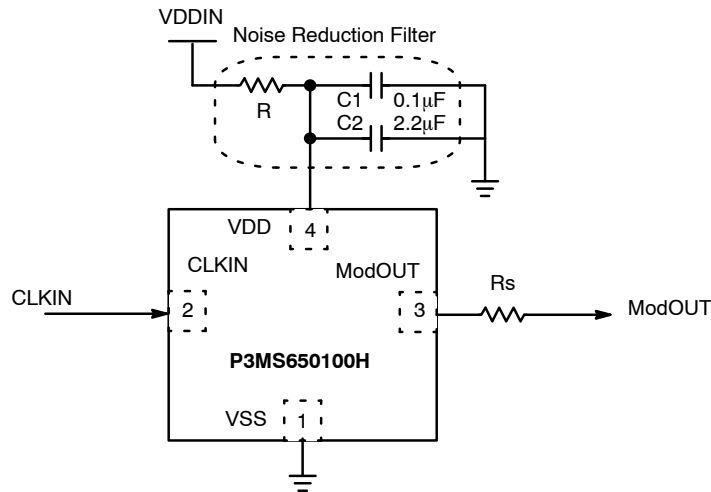 VDDIN
Noise Reduction Filter
R
C1 0.1μF
C2 2.2μF
VDD 4
CLKIN
ModOUT
Rs
CLKIN
2
3
ModOUT
P3MS650100H
VSS 1